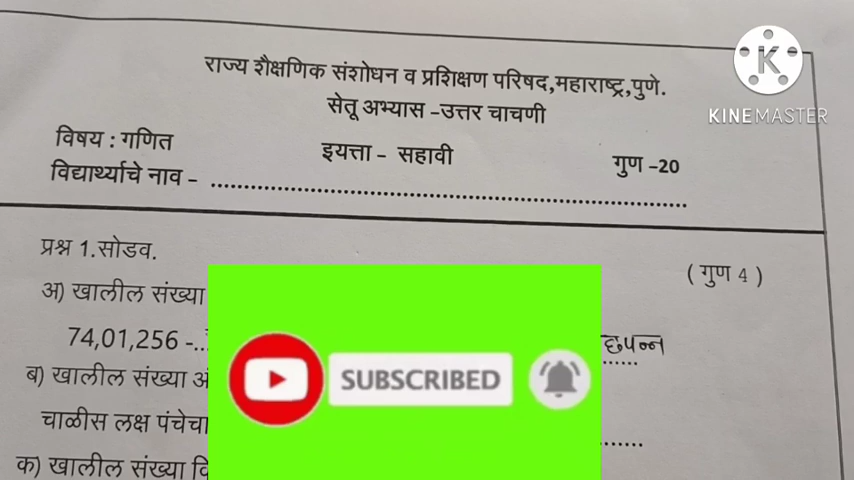 राज्य शैक्षणिक संशोधन व प्रशिक्षण परिषद,महाराष्ट्र,पुणे.
सेतू अभ्यास -उत्तर चाचणी
विषय : गणित इयत्ता - सहावी गुण -20
विद्यार्थ्याचे नाव - ........................................................
प्रश्न 1.सोडव. ( गुण 4 )
अ) खालील संख्या
74,01,256 -... छपन्न
ब) खालील संख्या अं
चाळीस लक्ष पंचेचा
क) खालील संख्या वि
SUBSCRIBED
KINEMASTER